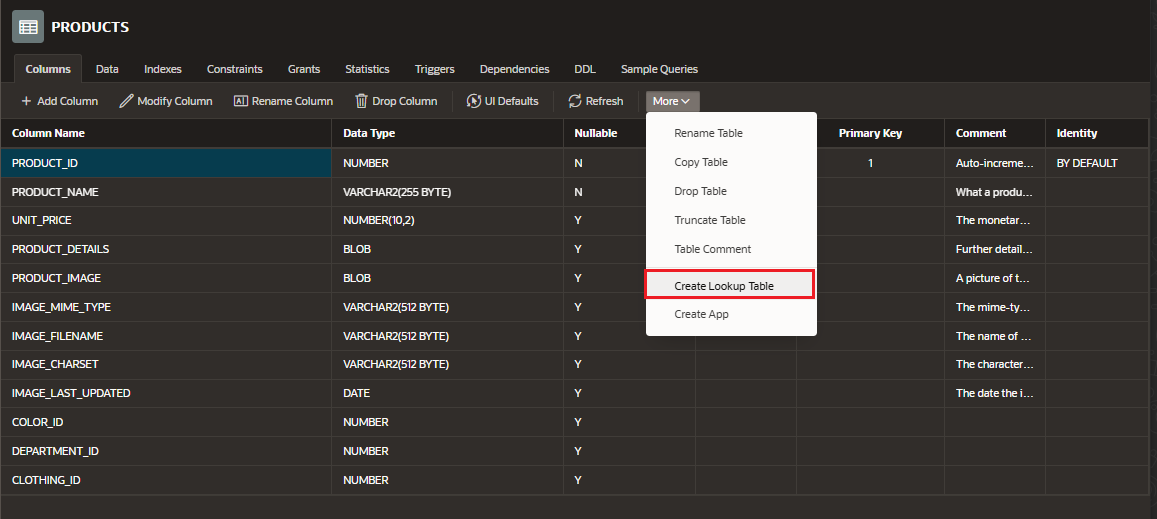 PRODUCTS
Columns Data Indexes Constraints Grants Statistics Triggers Dependencies DDL Sample Queries
Add Column Modify Column Rename Column Drop Column UI Defaults Refresh More
Column Name Data Type Nullable Primary Key Comment Identity
Rename Table
PRODUCT_ID NUMBER N 1 Auto-increme... BY DEFAULT
Copy Table
PRODUCT_NAME VARCHAR2(255 BYTE) N What a produ...
Drop Table
UNIT_PRICE NUMBER(10,2) Y The monetar...
Truncate Table
PRODUCT_DETAILS BLOB Y Further detail...
Table Comment
PRODUCT_IMAGE BLOB Y A picture of t...
Create Lookup Table
IMAGE_MIME_TYPE VARCHAR2(512 BYTE) Y The mime-ty...
Create App
IMAGE_FILENAME VARCHAR2(512 BYTE) Y The name of ...
IMAGE_CHARSET VARCHAR2(512 BYTE) Y The character...
IMAGE_LAST_UPDATED DATE Y The date the i...
COLOR_ID NUMBER Y
DEPARTMENT_ID NUMBER Y
CLOTHING_ID NUMBER Y